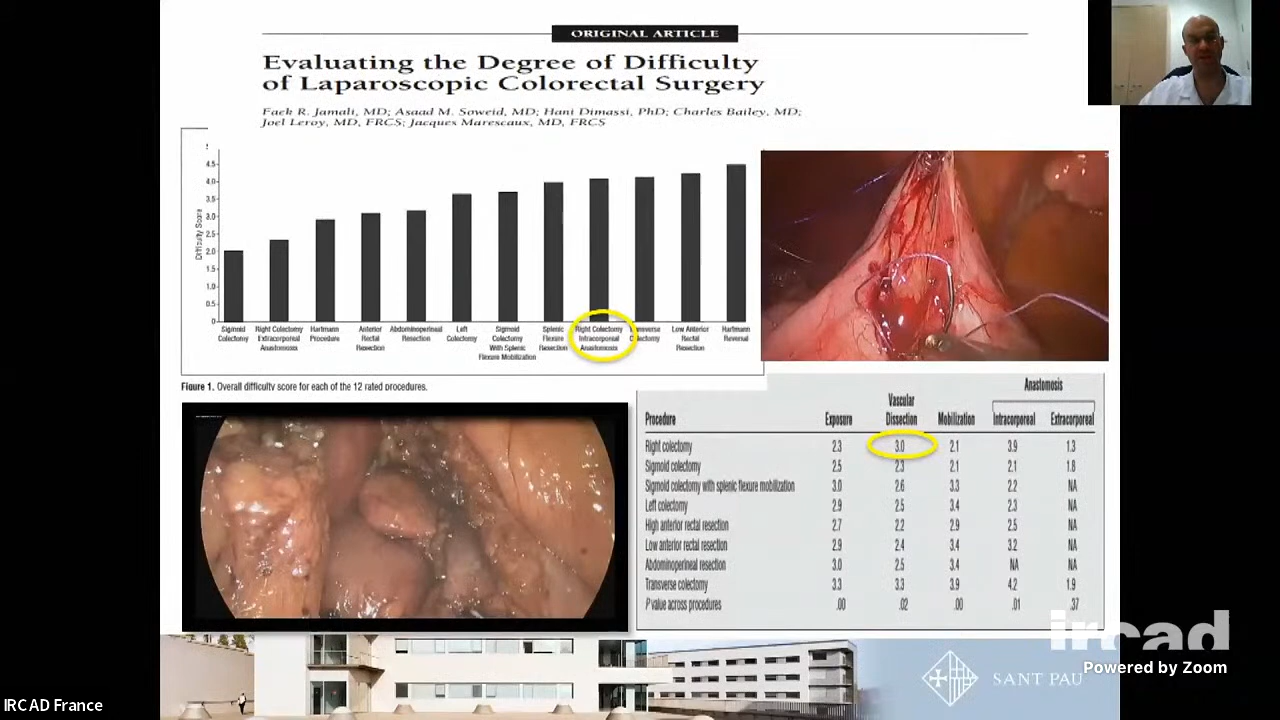 ORIGINAL ARTICLE
Evaluating the Degree of Difficulty
of Laparoscopic Colorectal Surgery
Faek R. Jamali, MD; Asaad M. Soweid, MD; Hani Dimassi, PhD; Charles Bailey, MD;
Joel Leroy, MD, FRCS; Jacques Marescaux, MD, FRCS
Difficulty Score
4.5
4.0
3.5
3.0
2.5
2.0
1.5
1.0
0.5
0
Sigmoid
Colectomy
Right Colectomy
Extracorporeal
Anastomosis
Hartmann
Procedure
Anterior
Rectal
Resection
Abdominoperineal
Resection
Left
Colectomy
Sigmoid
Colectomy
With Splenic
Flexure Mobilization
Splenic
Flexure
Resection
Right Colectomy
Intracorporeal
Anastomosis
Low Anterior
Rectal
Resection
Hartmann
Reversal
Figure 1. Overall difficulty score for each of the 12 rated procedures.
Anastomosis
Procedure Exposure Vascular Dissection Mobilization Intracorporeal Extracorporeal
Right colectomy 2.3 3.0 2.1 3.9 1.3
Sigmoid colectomy 2.5 2.3 2.1 2.1 1.8
Sigmoid colectomy with splenic flexure mobilization 3.0 2.6 3.3 2.2 NA
Left colectomy 2.9 2.5 3.4 2.3 NA
High anterior rectal resection 2.7 2.2 2.9 2.5 NA
Low anterior rectal resection 2.9 2.4 3.4 3.2 NA
Abdominoperineal resection 3.0 2.5 3.4 NA NA
Transverse colectomy 3.3 3.3 3.9 4.2 1.9
P value across procedures .00 .02 .00 .01 .37
ircad
Powered by Zoom
SANT PAU
IRCAD France